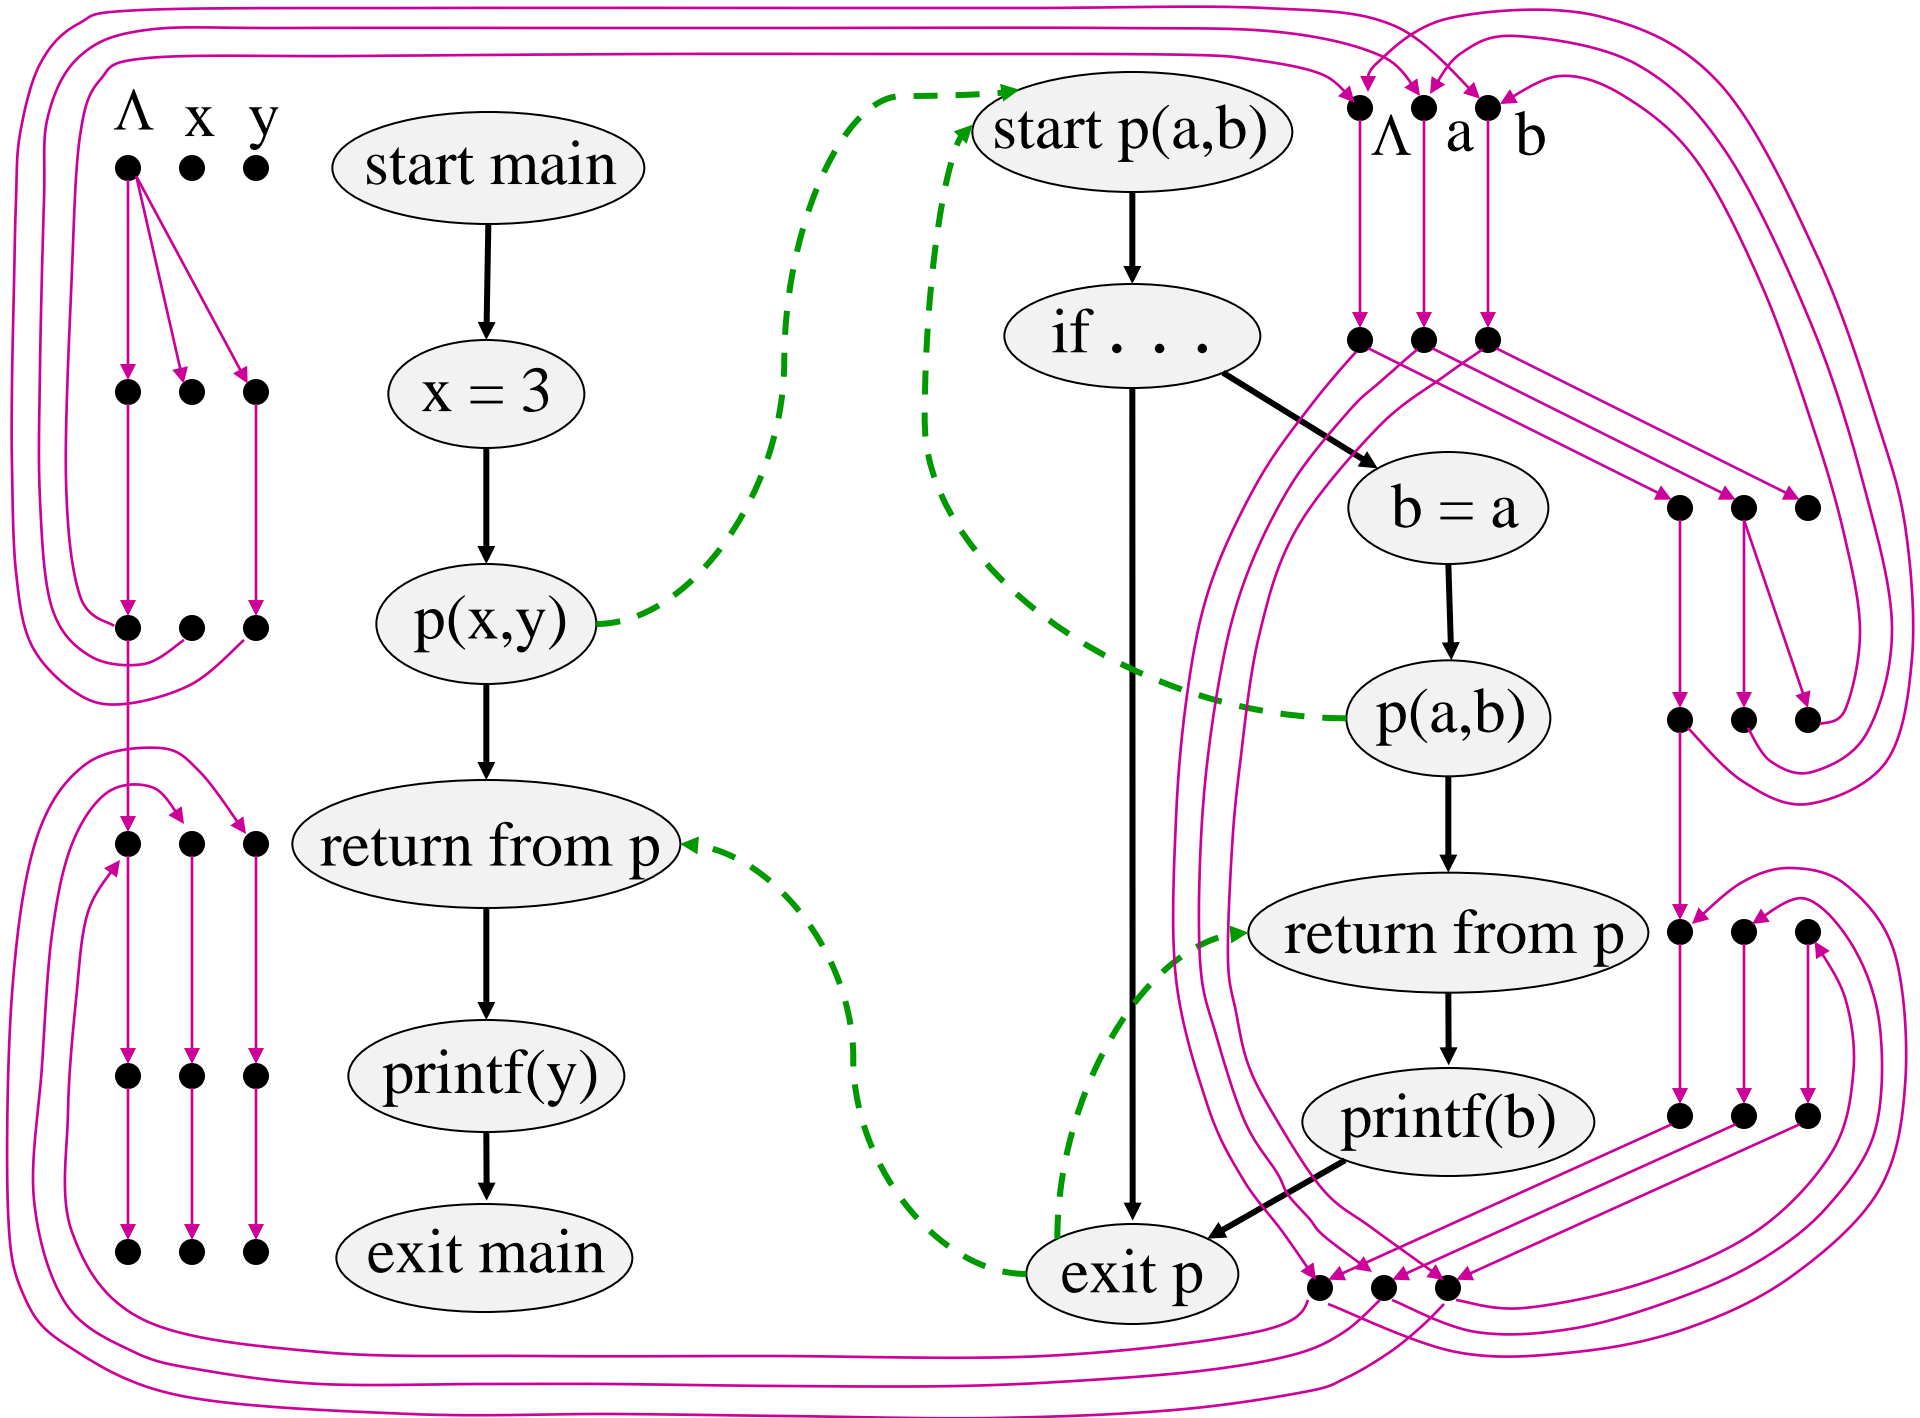 Λ x y
start main
x = 3
p(x,y)
return from p
printf(y)
exit main
start p(a,b)
Λ a b
if . . .
b = a
p(a,b)
return from p
printf(b)
exit p